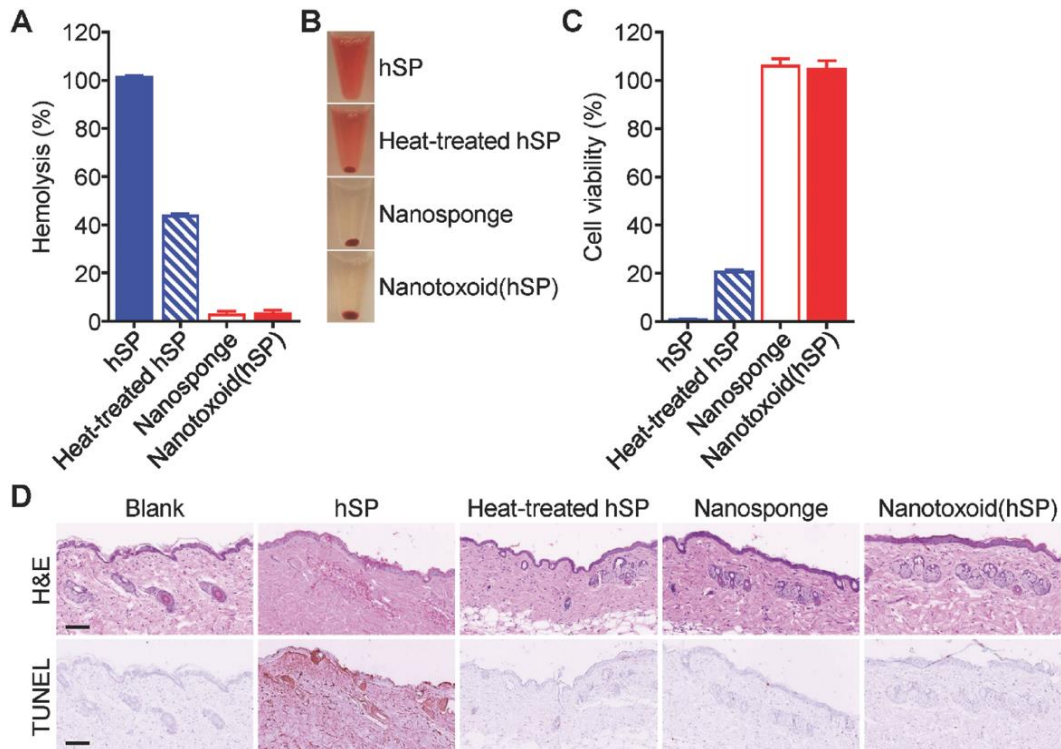 A
120
100
80
60
40
20
0
Hemolysis (%)
hSP
Heat-treated hSP
Nanosponge
Nanotoxoid(hSP)
B
hSP
Heat-treated hSP
Nanosponge
Nanotoxoid(hSP)
C
120
100
80
60
40
20
0
Cell viability (%)
hSP
Heat-treated hSP
Nanosponge
Nanotoxoid(hSP)
D
Blank
hSP
Heat-treated hSP
Nanosponge
Nanotoxoid(hSP)
H&E
TUNEL